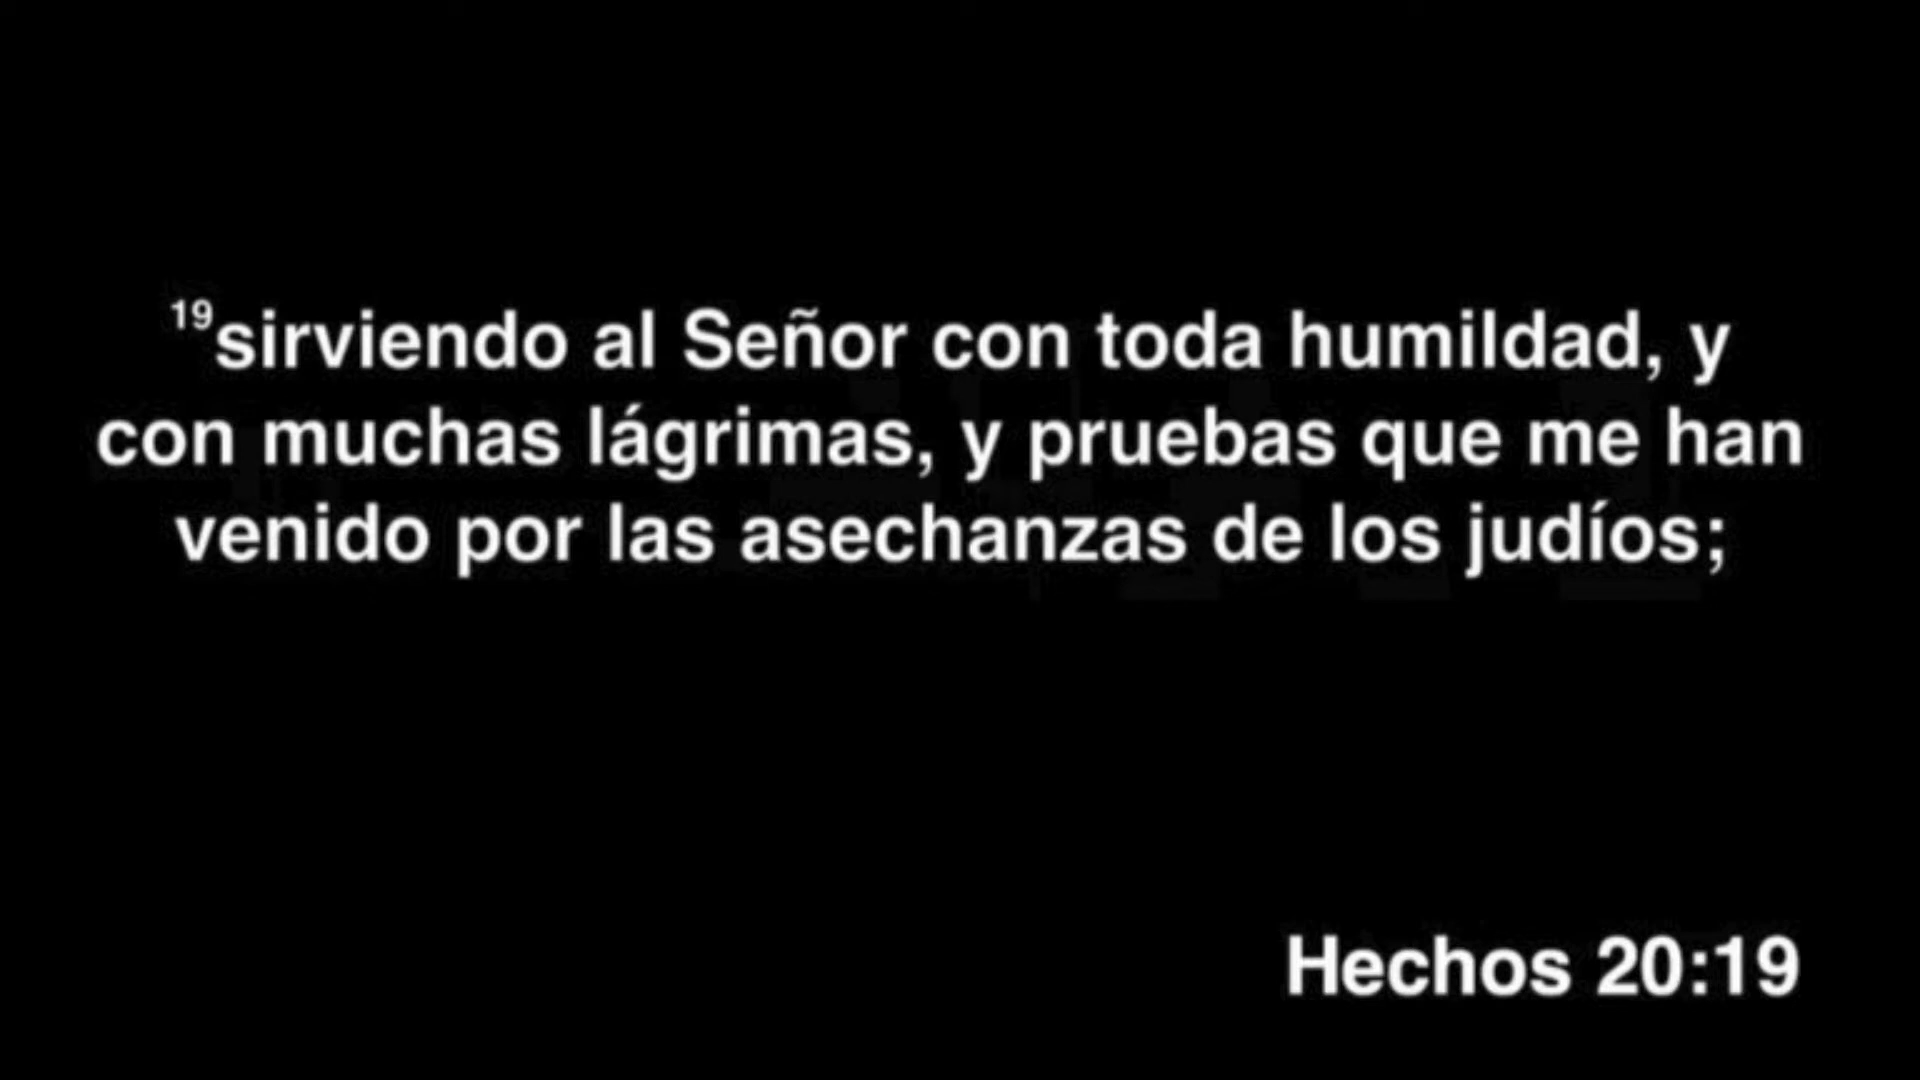 19sirviendo al Señor con toda humildad, y
con muchas lágrimas, y pruebas que me han
venido por las asechanzas de los judíos;
Hechos 20:19